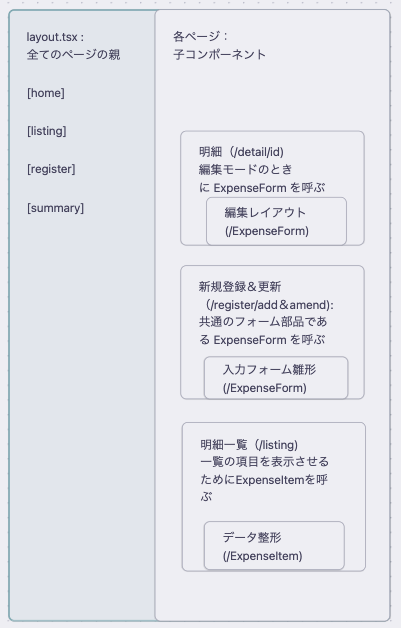 layout.tsx :
全てのページの親
[home]
[listing]
[register]
[summary]
各ページ：
子コンポーネント
明細（/detail/id)
編集モードのとき
に ExpenseForm を呼ぶ
編集レイアウト
(/ExpenseForm)
新規登録＆更新
（/register/add＆amend):
共通のフォーム部品であ
る ExpenseForm を呼ぶ
入力フォーム雛形
(/ExpenseForm)
明細一覧（/listing)
一覧の項目を表示させる
ためにExpenseItemを呼
ぶ
データ整形
(/ExpenseItem)